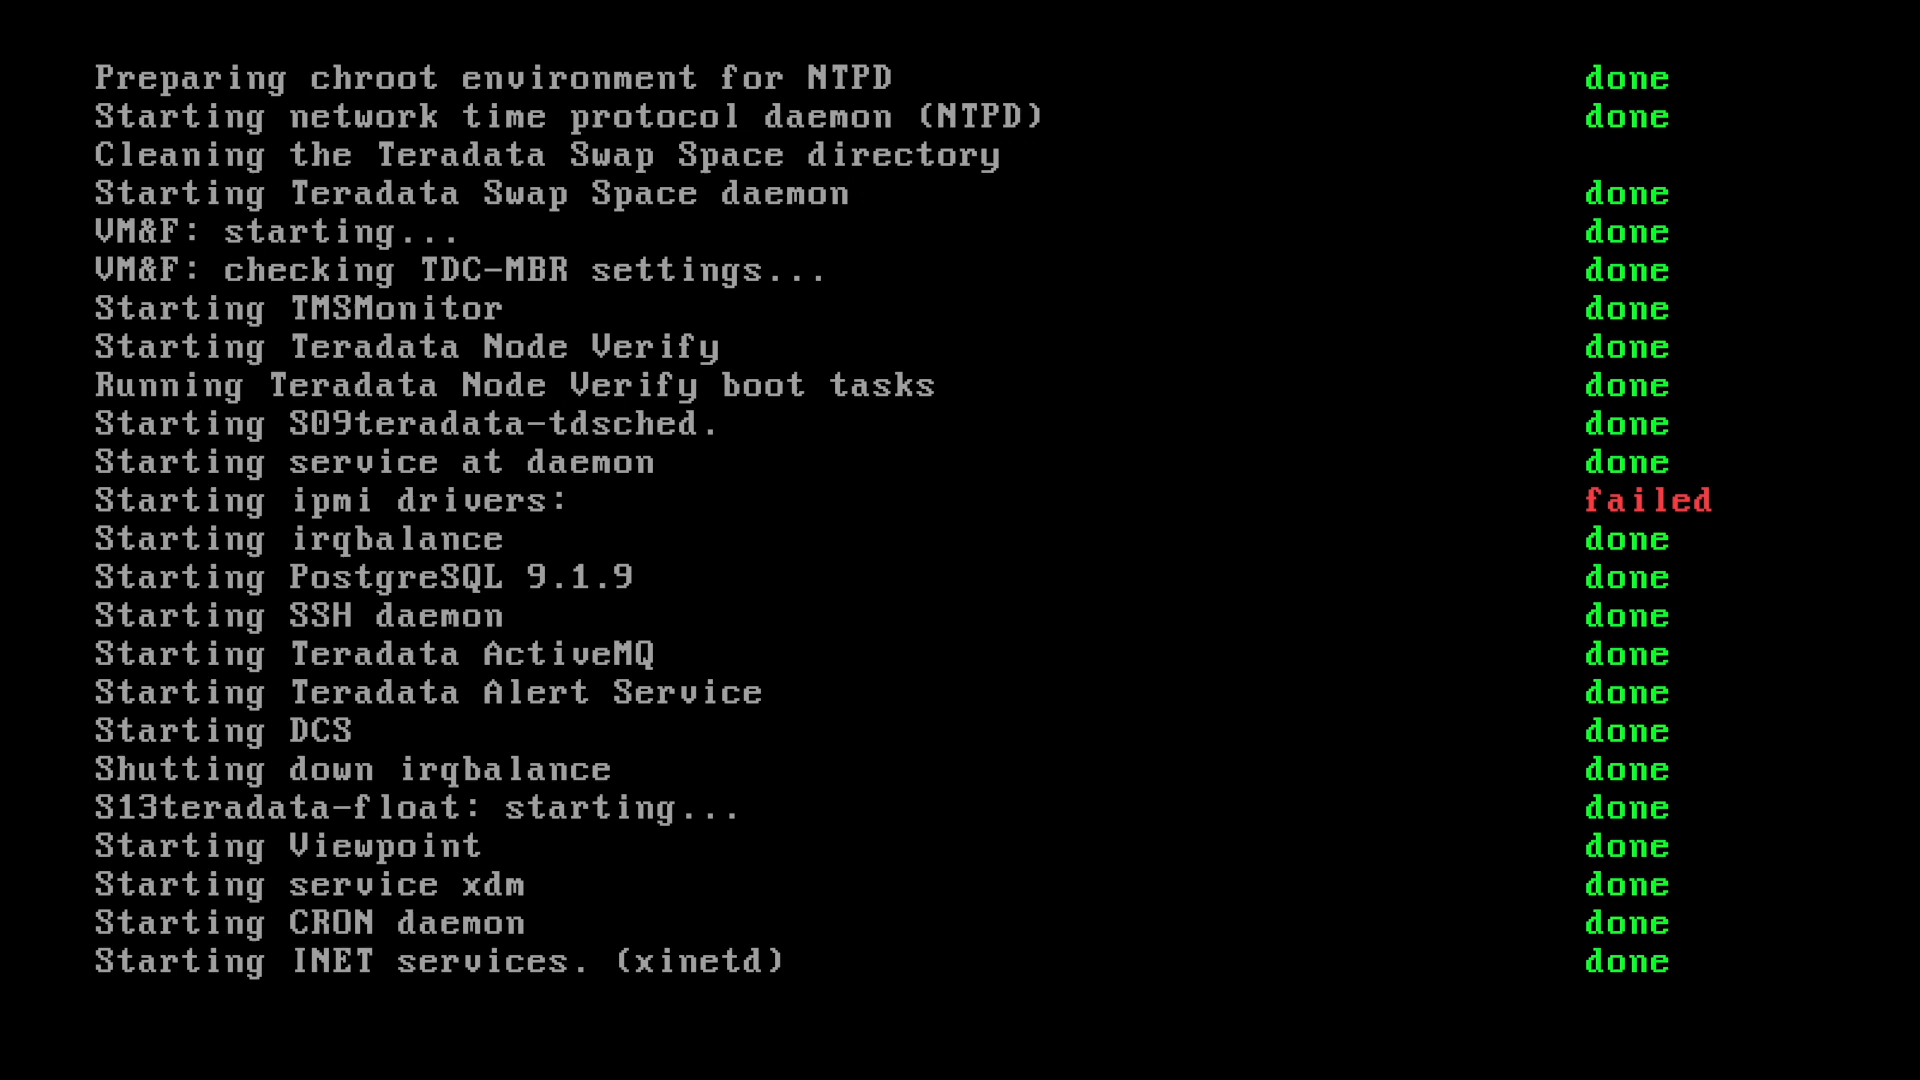 Preparing chroot environment for NTPD done
Starting network time protocol daemon (NTPD) done
Cleaning the Teradata Swap Space directory
Starting Teradata Swap Space daemon done
VM&F: starting... done
VM&F: checking TDC-MBR settings... done
Starting TMSMonitor done
Starting Teradata Node Verify done
Running Teradata Node Verify boot tasks done
Starting S09teradata-tdsched. done
Starting service at daemon done
Starting ipmi drivers: failed
Starting irqbalance done
Starting PostgreSQL 9.1.9 done
Starting SSH daemon done
Starting Teradata ActiveMQ done
Starting Teradata Alert Service done
Starting DCS done
Shutting down irqbalance done
S13teradata-float: starting... done
Starting Viewpoint done
Starting service xdm done
Starting CRON daemon done
Starting INET services. (xinetd) done